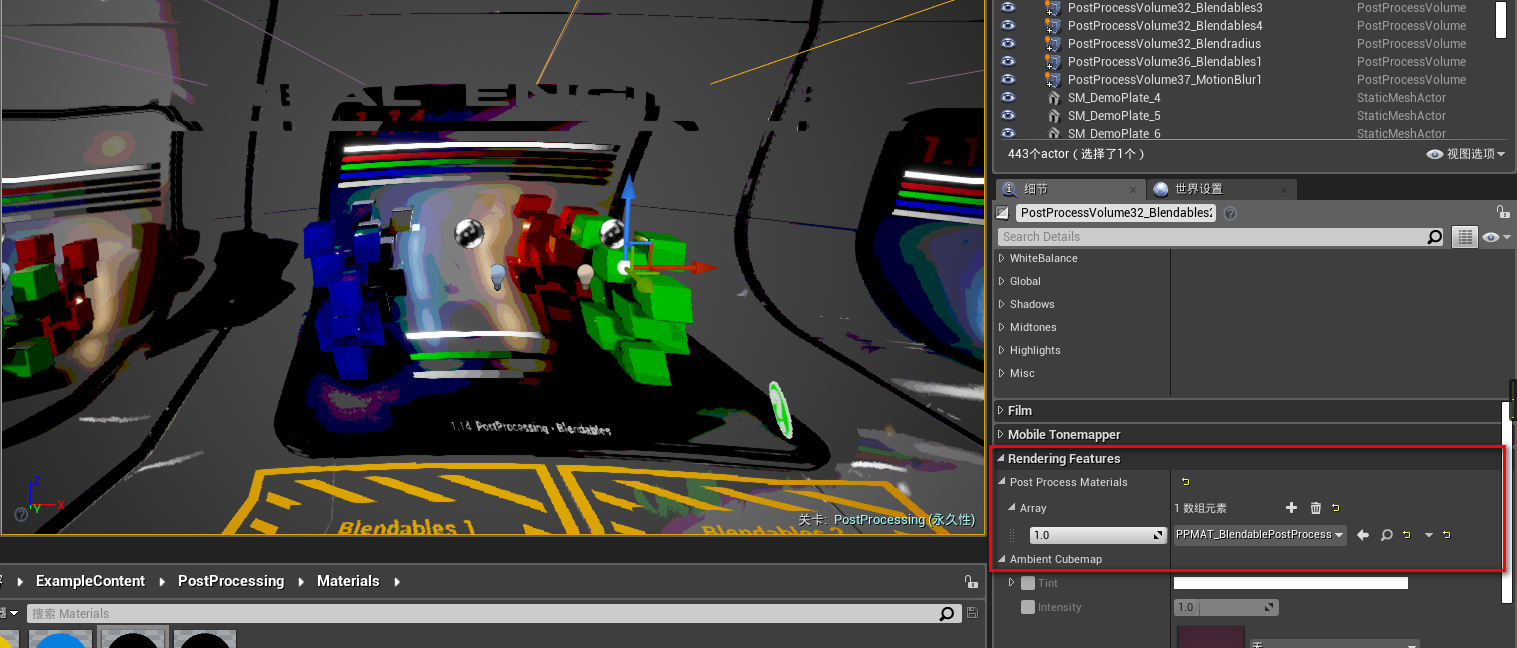 PostProcessVolume32_Blendables3 PostProcessVolume
PostProcessVolume32_Blendables4 PostProcessVolume
PostProcessVolume32_Blendradius PostProcessVolume
PostProcessVolume36_Blendables1 PostProcessVolume
PostProcessVolume37_MotionBlur1 PostProcessVolume
SM_DemoPlate_4 StaticMeshActor
SM_DemoPlate_5 StaticMeshActor
SM_DemoPlate_6 StaticMeshActor
443个actor（选择了1个） 视图选项
细节 世界设置
PostProcessVolume32_Blendables2
Search Details
WhiteBalance
Global
Shadows
Midtones
Highlights
Misc
Film
Mobile Tonemapper
Rendering Features
Post Process Materials
Array 1 数组元素
1.0 PPMAT_BlendablePostProcess
Ambient Cubemap
Tint
Intensity 1.0
无
1.14
1.1
1.14 PostProcessing - Blendables
Z
X
Y
Blendables 1
Blendables 2
关卡: PostProcessing (永久性)
ExampleContent PostProcessing Materials
搜索 Materials